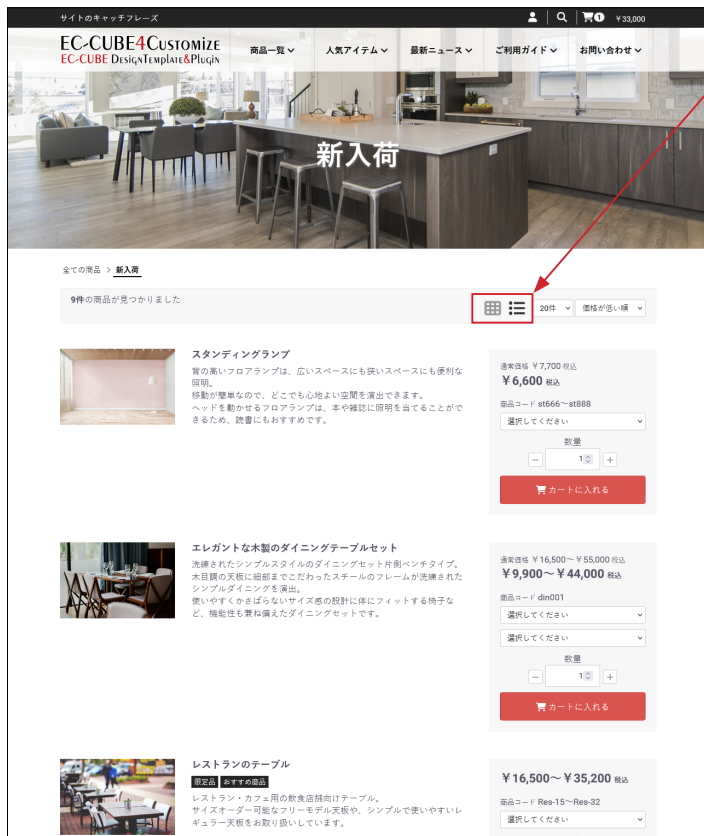 サイトのキャッチフレーズ
0 ￥33,000
EC-CUBE4CUSTOMIZE
EC-CUBE DESIGNTEMPLATE&PLUGIN
商品一覧 人気アイテム 最新ニュース ご利用ガイド お問い合わせ
新入荷
全ての商品 > 新入荷
9件の商品が見つかりました
20件 価格が低い順
スタンディングランプ
背の高いフロアランプは、広いスペースにも狭いスペースにも便利な
照明。
移動が簡単なので、どこでも心地よい空間を演出できます。
ヘッドを動かせるフロアランプは、本や雑誌に照明を当てることがで
きるため、読書にもおすすめです。
通常価格 ￥7,700 税込
￥6,600 税込
商品コード st666～st888
選択してください
数量
－ 1 ＋
カートに入れる
エレガントな木製のダイニングテーブルセット
洗練されたシンプルスタイルのダイニングセット片側ベンチタイプ。
木目調の天板に細部までこだわったスチールのフレームが洗練された
シンプルダイニングを演出。
使いやすくかさばらないサイズ感の設計に体にフィットする椅子な
ど、機能性も兼ね備えたダイニングセットです。
通常価格 ￥16,500～￥55,000 税込
￥9,900～￥44,000 税込
商品コード din001
選択してください
選択してください
数量
－ 1 ＋
カートに入れる
レストランのテーブル
限定品 おすすめ商品
レストラン・カフェ用の飲食店舗向けテーブル。
サイズオーダー可能なフリーモデル天板や、シンプルで使いやすいレ
ギュラー天板をお取り扱いしています。
￥16,500～￥35,200 税込
商品コード Res-15～Res-32
選択してください